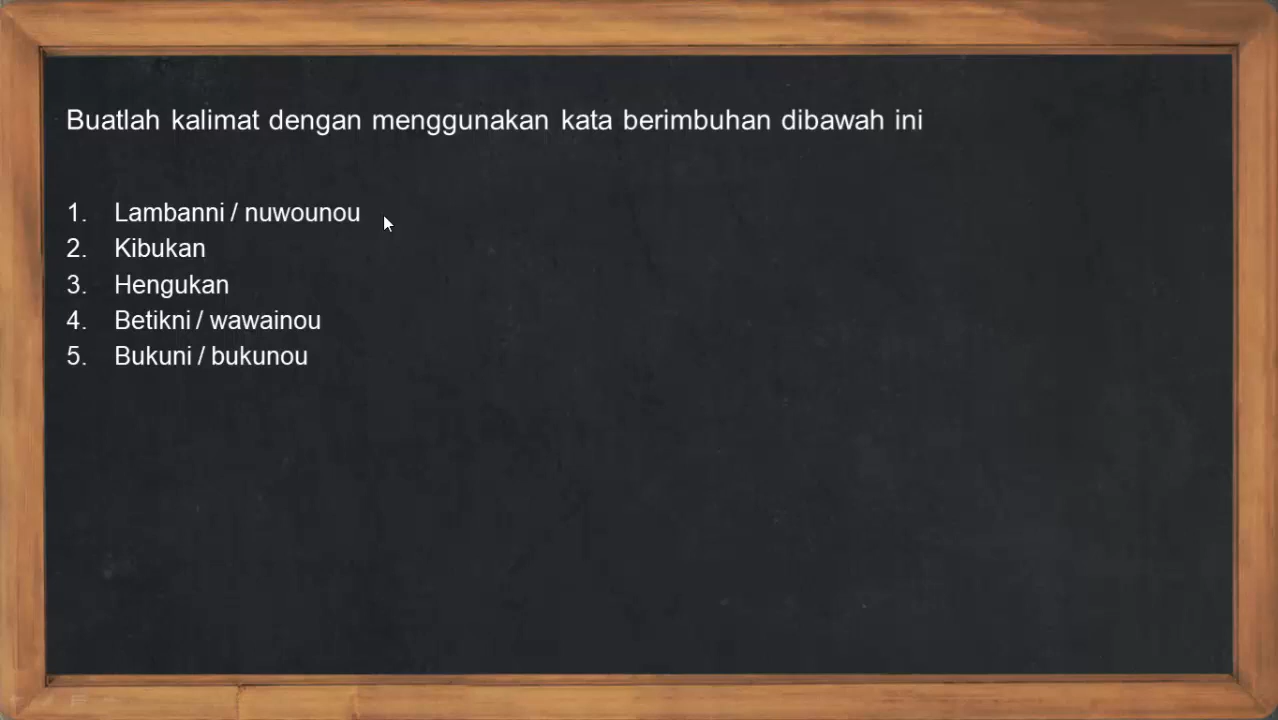 Buatlah kalimat dengan menggunakan kata berimbuhan dibawah ini
1. Lambanni / nuwounou
2. Kibukan
3. Hengukan
4. Betikni / wawainou
5. Bukuni / bukunou